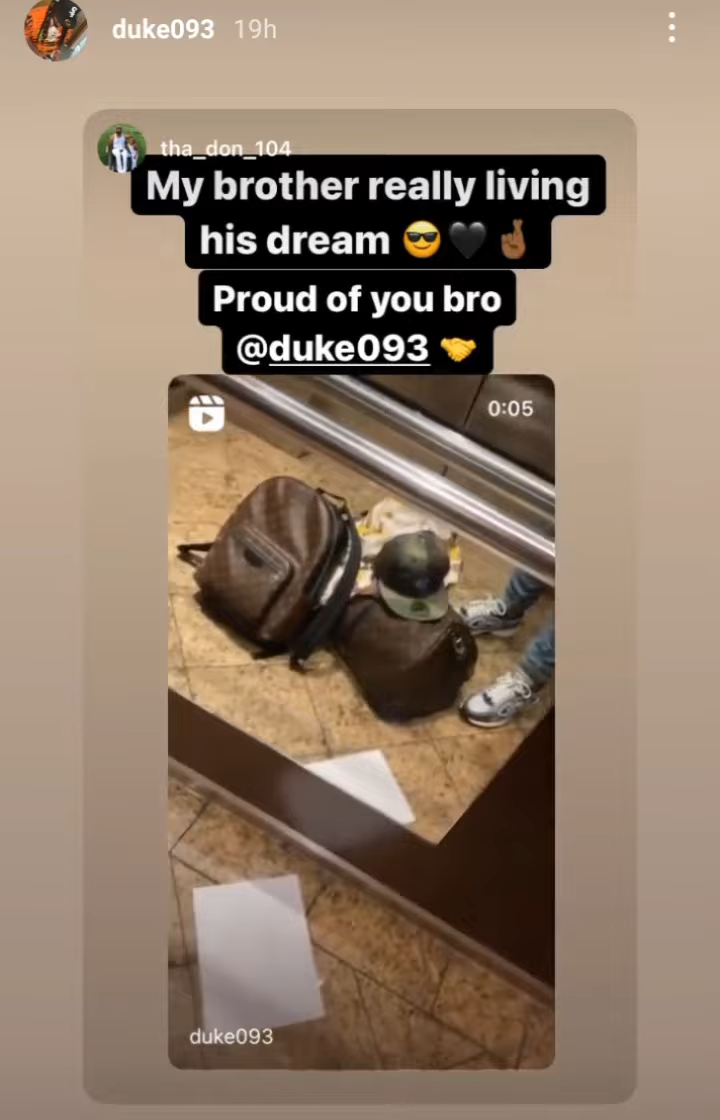 duke093 19h
tha_don_104
My brother really living
his dream 😎🖤🤞🏾
Proud of you bro
@duke093 🤝
0:05
duke093